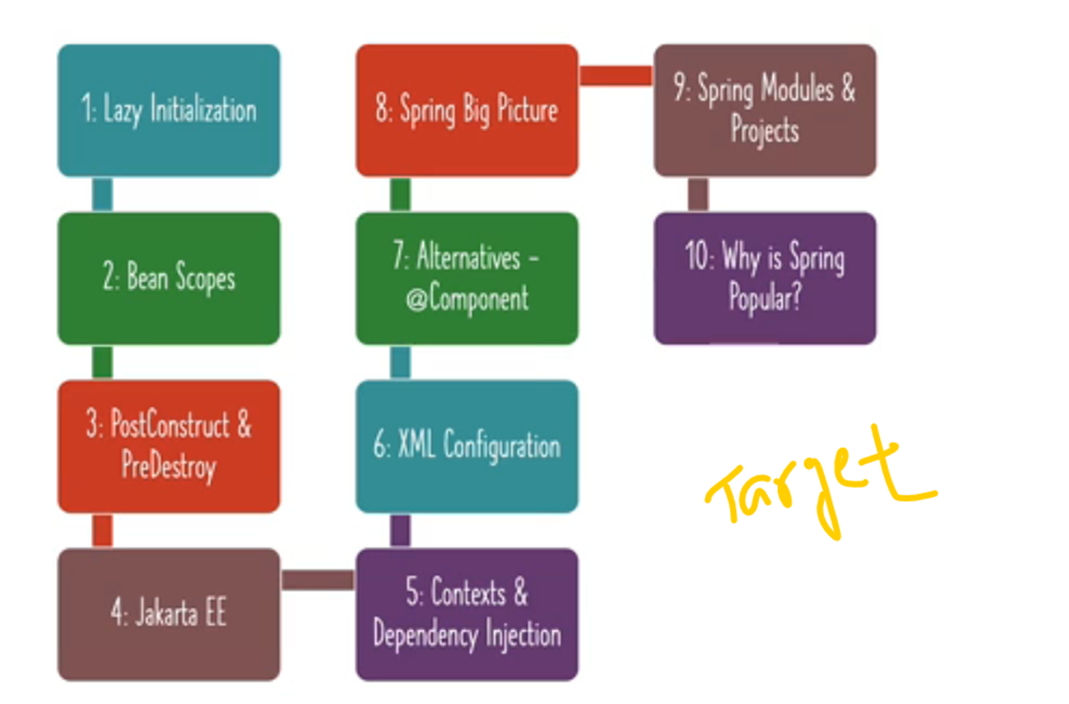 1: Lazy Initialization
2: Bean Scopes
3: PostConstruct &
PreDestroy
4: Jakarta EE
5: Contexts &
Dependency Injection
6: XML Configuration
7: Alternatives -
@Component
8: Spring Big Picture
9: Spring Modules &
Projects
10: Why is Spring
Popular?
Target